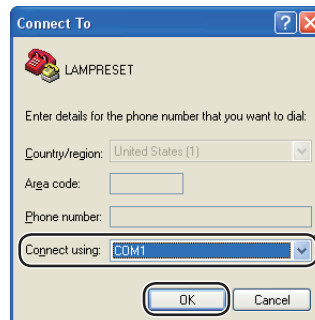 Connect To
LAMPRESET
Enter details for the phone number that you want to dial:
Country/region: United States (1)
Area code:
Phone number:
Connect using: COM1
OK Cancel